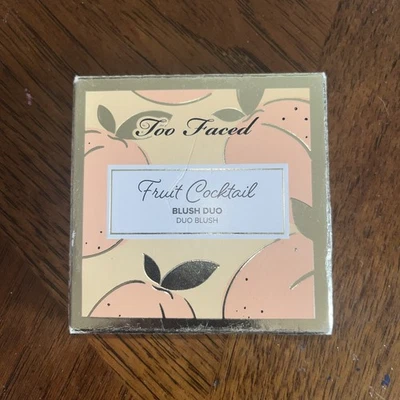 Too Faced
Fruit Cocktail
BLUSH DUO
DUO BLUSH